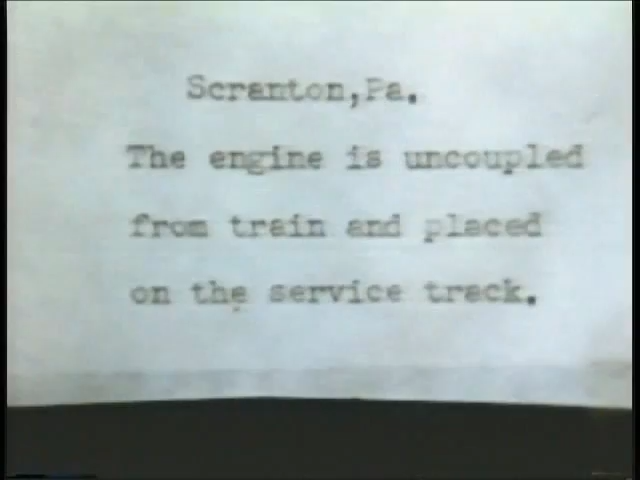 Scranton,Pa.
The engine is uncoupled
from train and placed
on the service track.